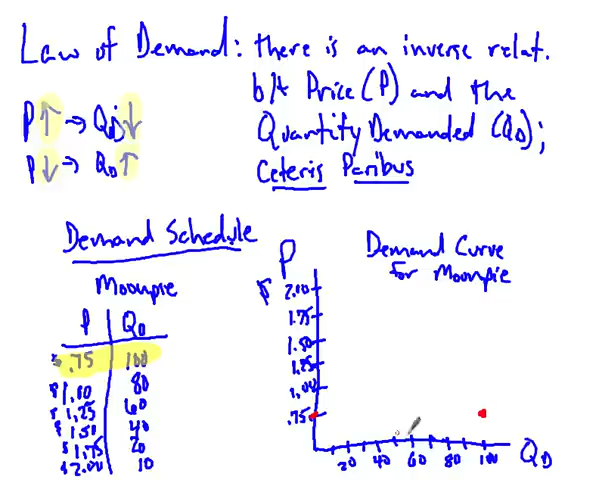 Law of Demand: there is an inverse relat.
b/t Price (P) and the
Quantity Demanded (QD);
Ceteris Paribus
P ↑ → QD ↓
P ↓ → QD ↑
Demand Schedule
Moonpie
P QD
$ .75 100
$1.00 80
$1.25 60
$1.50 40
$1.75 20
$2.00 10
Demand Curve
for Moonpie
P
$ 2.00
1.75
1.50
1.25
1.00
.75
20 40 60 80 100 QD